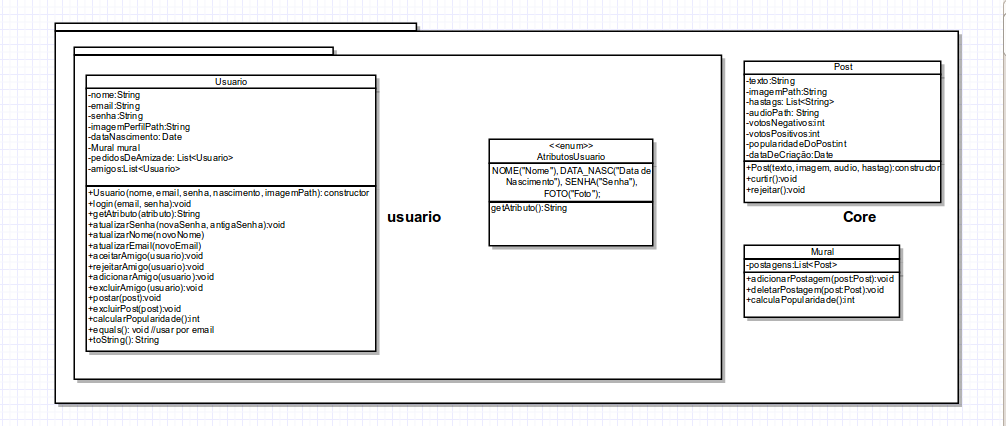 Usuario
-nome:String
-email:String
-senha:String
-imagemPerfilPath:String
-dataNascimento: Date
-Mural mural
-pedidosDeAmizade: List<Usuario>
-amigos:List<Usuario>
+Usuario(nome, email, senha, nascimento, imagemPath): constructor
+login(email, senha):void
+getAtributo(atributo):String
+atualizarSenha(novaSenha, antigaSenha):void
+atualizarNome(novoNome)
+atualizarEmail(novoEmail)
+aceitarAmigo(usuario):void
+rejeitarAmigo(usuario):void
+adicionarAmigo(usuario):void
+excluirAmigo(usuario):void
+postar(post):void
+excluirPost(post):void
+calcularPopularidade():int
+equals(): void //usar por email
+toString(): String
usuario
<<enum>>
AtributosUsuario
NOME("Nome"), DATA_NASC("Data de
Nascimento"), SENHA("Senha"),
FOTO("Foto");
getAtributo():String
Post
-texto:String
-imagemPath:String
-hastags: List<String>
-audioPath: String
-votosNegativos:int
-votosPositivos:int
-popularidadeDoPost:int
-dataDeCriação:Date
+Post(texto, imagem, audio, hastag):constructor
+curtir():void
+rejeitar():void
Core
Mural
-postagens:List<Post>
+adicionarPostagem(post:Post):void
+deletarPostagem(post:Post):void
+calculaPopularidade():int